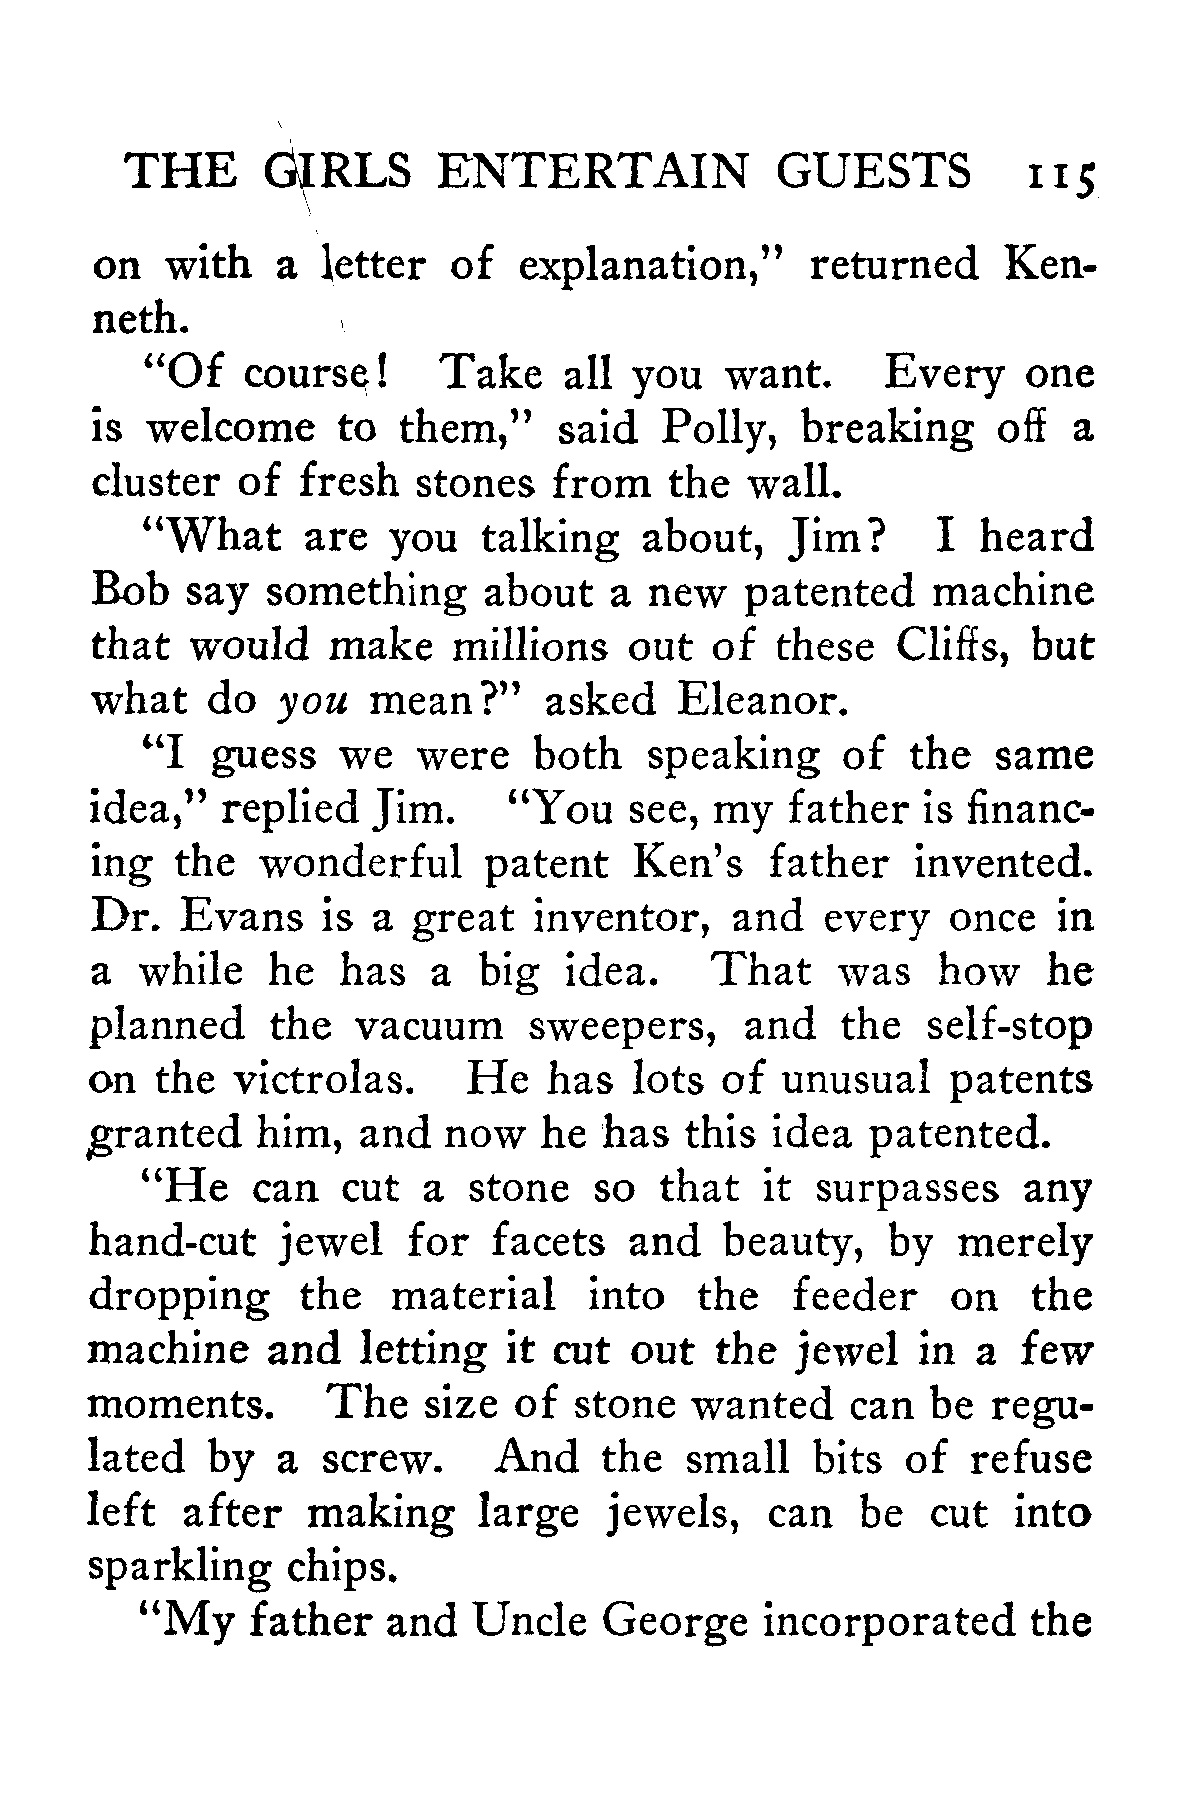 THE GIRLS ENTERTAIN GUESTS 115
on with a letter of explanation,” returned Ken-
neth.
“Of course! Take all you want. Every one
is welcome to them,” said Polly, breaking off a
cluster of fresh stones from the wall.
“What are you talking about, Jim? I heard
Bob say something about a new patented machine
that would make millions out of these Cliffs, but
what do you mean?” asked Eleanor.
“I guess we were both speaking of the same
idea,” replied Jim. “You see, my father is financ-
ing the wonderful patent Ken’s father invented.
Dr. Evans is a great inventor, and every once in
a while he has a big idea. That was how he
planned the vacuum sweepers, and the self-stop
on the victrolas. He has lots of unusual patents
granted him, and now he has this idea patented.
“He can cut a stone so that it surpasses any
hand-cut jewel for facets and beauty, by merely
dropping the material into the feeder on the
machine and letting it cut out the jewel in a few
moments. The size of stone wanted can be regu-
lated by a screw. And the small bits of refuse
left after making large jewels, can be cut into
sparkling chips.
“My father and Uncle George incorporated the